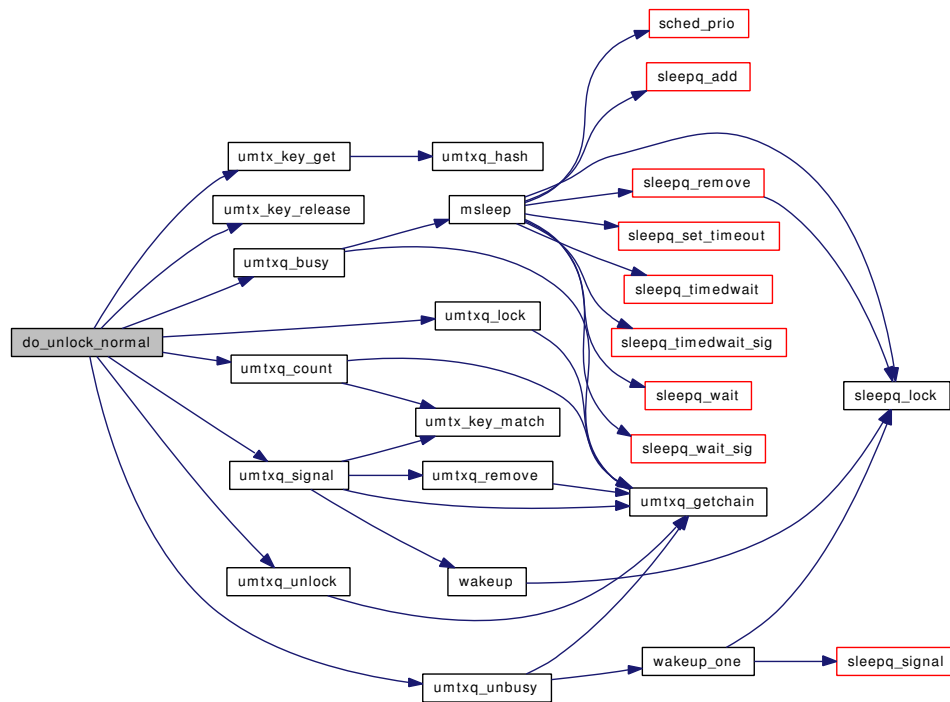 sched_prio
sleepq_add
umtx_key_get
umtxq_hash
sleepq_remove
umtx_key_release
msleep
sleepq_set_timeout
umtxq_busy
sleepq_timedwait
umtxq_lock
do_unlock_normal
sleepq_timedwait_sig
umtxq_count
sleepq_wait
sleepq_lock
umtx_key_match
sleepq_wait_sig
umtxq_signal
umtxq_remove
umtxq_getchain
umtxq_unlock
wakeup
wakeup_one
sleepq_signal
umtxq_unbusy